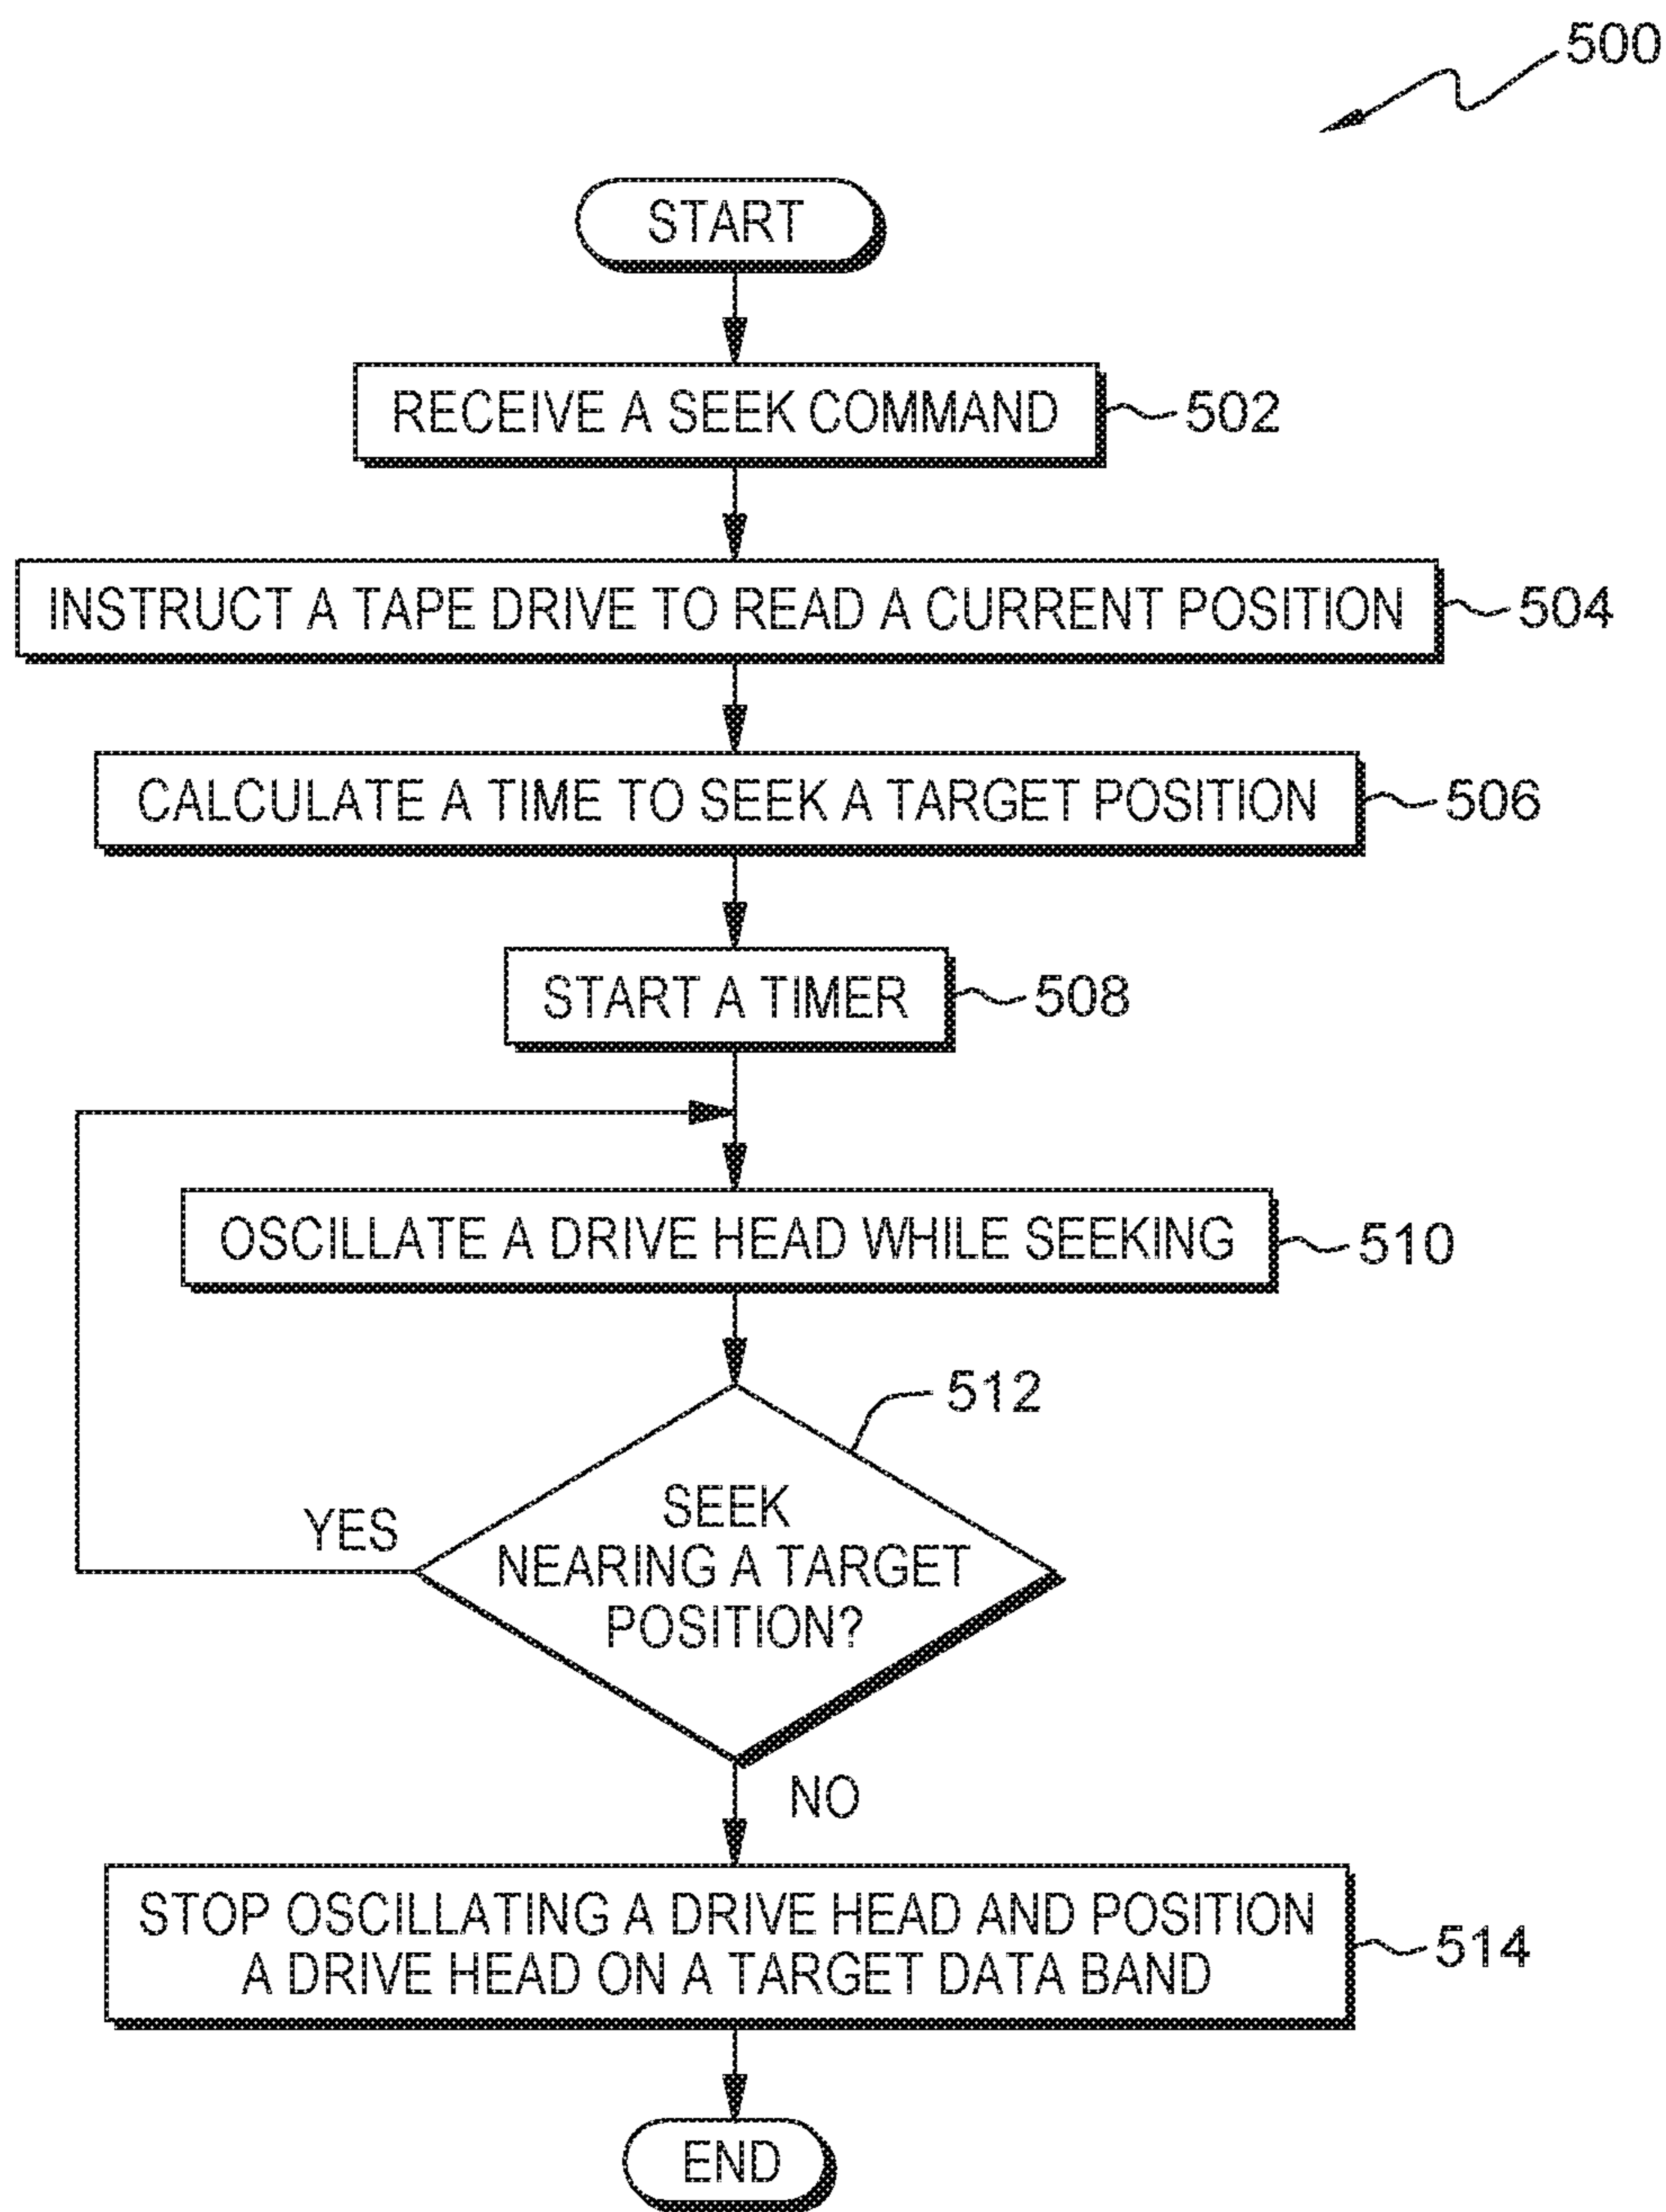 500
START
RECEIVE A SEEK COMMAND
502
INSTRUCT A TAPE DRIVE TO READ A CURRENT POSITION
504
CALCULATE A TIME TO SEEK A TARGET POSITION
506
START A TIMER
508
OSCILLATE A DRIVE HEAD WHILE SEEKING
510
512
SEEK
NEARING A TARGET
POSITION?
YES
NO
STOP OSCILLATING A DRIVE HEAD AND POSITION
A DRIVE HEAD ON A TARGET DATA BAND
514
END